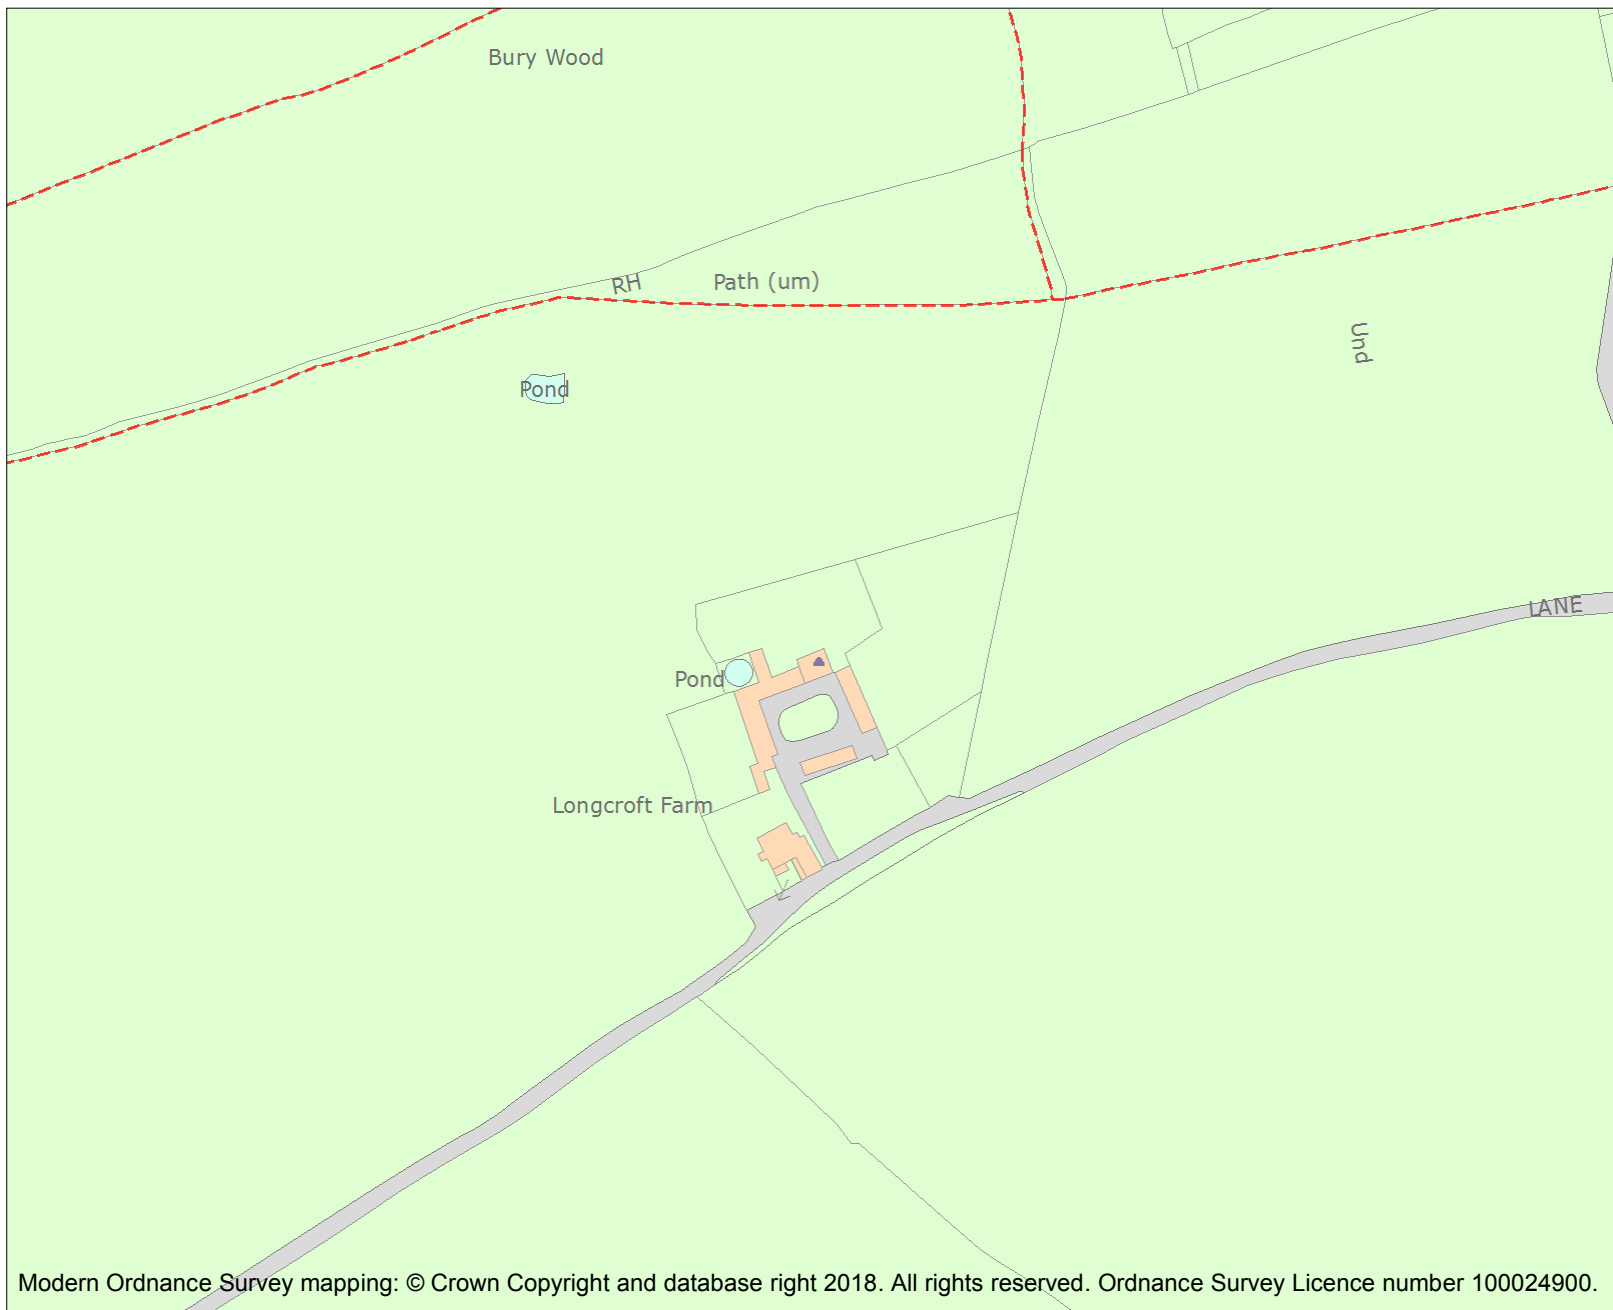 Bury Wood
RH
Path (um)
Und
Pond
LANE
Pond
Longcroft Farm
Modern Ordnance Survey mapping: © Crown Copyright and database right 2018. All rights reserved. Ordnance Survey Licence number 100024900.